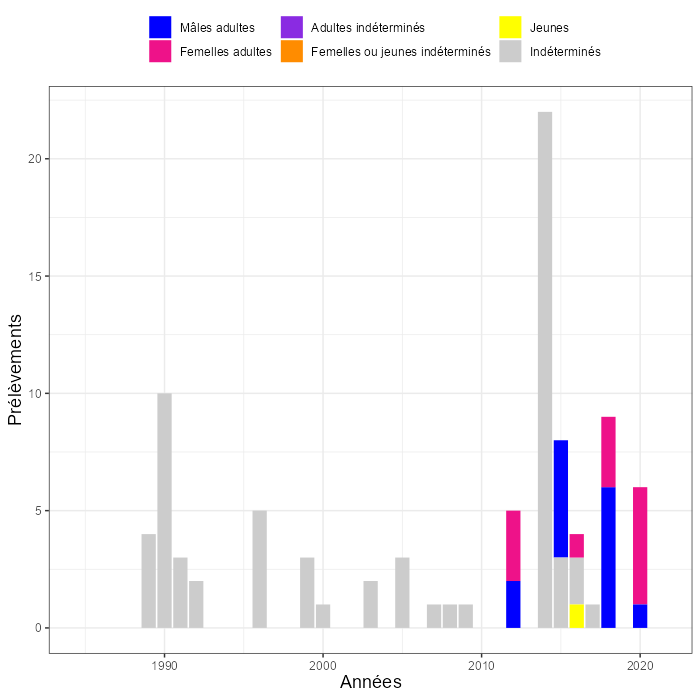 Mâles adultes
Femelles adultes
Adultes indéterminés
Femelles ou jeunes indéterminés
Jeunes
Indéterminés
Prélèvements
20
15
10
5
0
1990
2000
2010
2020
Années